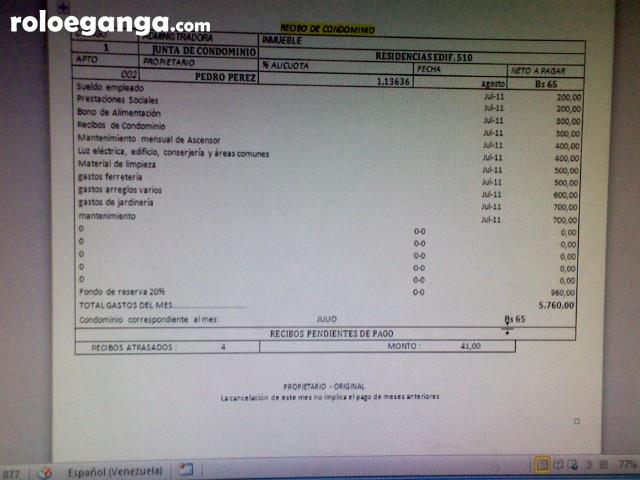 roloeganga.com
RECIBO DE CONDOMINIO
ADMINISTRADORA INMUEBLE
1 JUNTA DE CONDOMINIO RESIDENCIAS EDIF. 510
APTO PROPIETARIO % ALICUOTA FECHA NETO A PAGAR
002 PEDRO PEREZ 1,13636 agosto Bs 65
Sueldo empleado Jul-11 200,00
Prestaciones Sociales Jul-11 200,00
Bono de Alimentación Jul-11 300,00
Recibos de Condominio Jul-11 300,00
Mantenimiento mensual de Ascensor Jul-11 400,00
Luz eléctrica, edificio, conserjería y áreas comunes Jul-11 400,00
Material de limpieza Jul-11 500,00
gastos ferretería Jul-11 500,00
gastos arreglos varios Jul-11 600,00
gastos de jardinería Jul-11 700,00
mantenimiento Jul-11 700,00
0 0-0 0,00
0 0-0 0,00
0 0-0 0,00
0 0-0 0,00
0 0-0 0,00
Fondo de reserva 20% 0-0 960,00
TOTAL GASTOS DEL MES.................... 5.760,00
Condominio correspondiente al mes: JULIO Bs 65
RECIBOS PENDIENTES DE PAGO
RECIBOS ATRASADOS : 4 MONTO : 41,00
PROPIETARIO - ORIGINAL
La cancelación de este mes no implica el pago de meses anteriores
877 Español (Venezuela) 77%